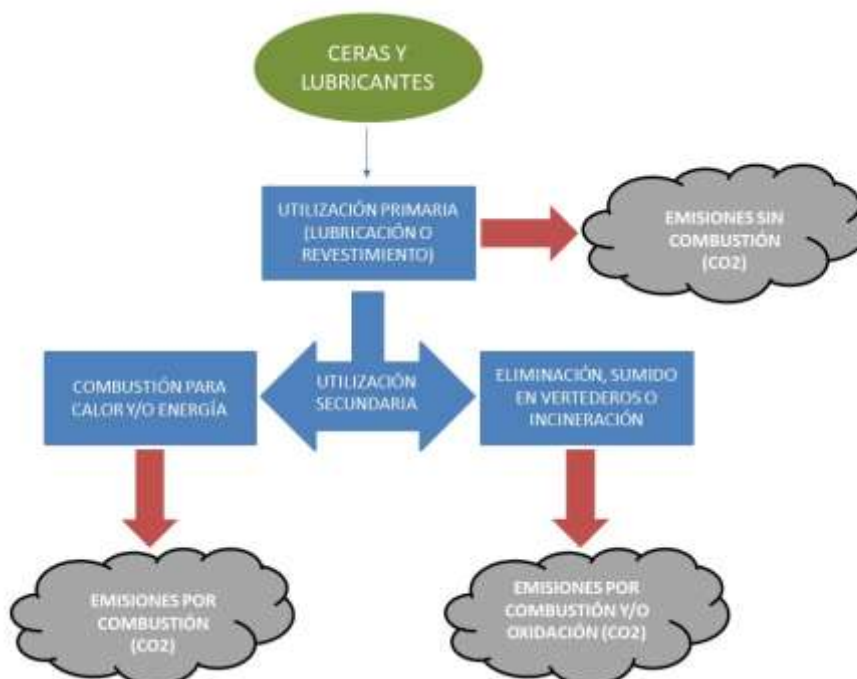 CERAS Y
LUBRICANTES
UTILIZACIÓN PRIMARIA
(LUBRICACIÓN O
REVESTIMIENTO)
EMISIONES SIN
COMBUSTIÓN
(CO2)
COMBUSTIÓN PARA
CALOR Y/O ENERGÍA
UTILIZACIÓN
SECUNDARIA
ELIMINACIÓN, SUMIDO
EN VERTEDEROS O
INCINERACIÓN
EMISIONES POR
COMBUSTIÓN
(CO2)
EMISIONES POR
COMBUSTIÓN Y/O
OXIDACIÓN (CO2)